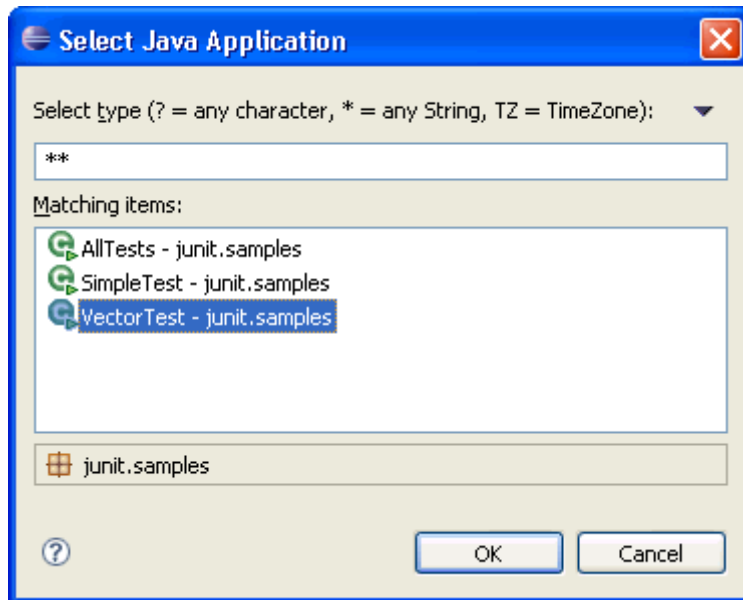 Select Java Application
Select type (? = any character, * = any String, TZ = TimeZone):
**
Matching items:
AllTests - junit.samples
SimpleTest - junit.samples
VectorTest - junit.samples
junit.samples
OK Cancel